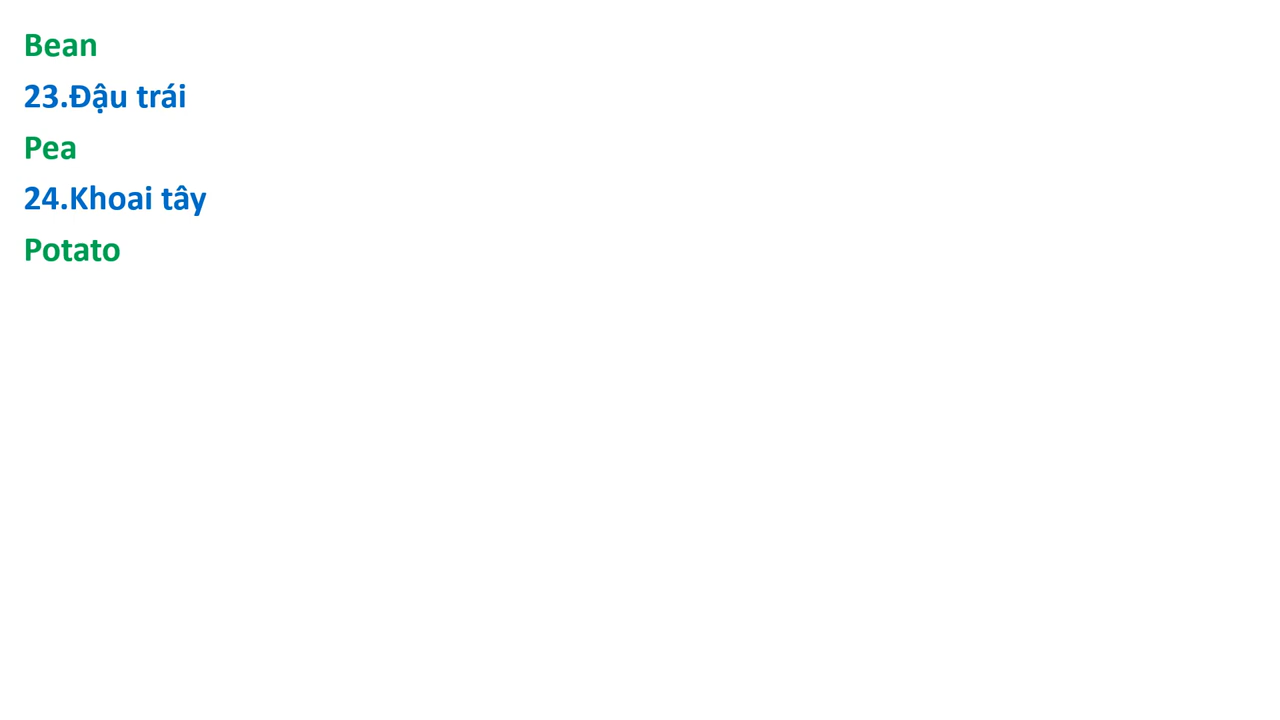 Bean
23.Đậu trái
Pea
24.Khoai tây
Potato